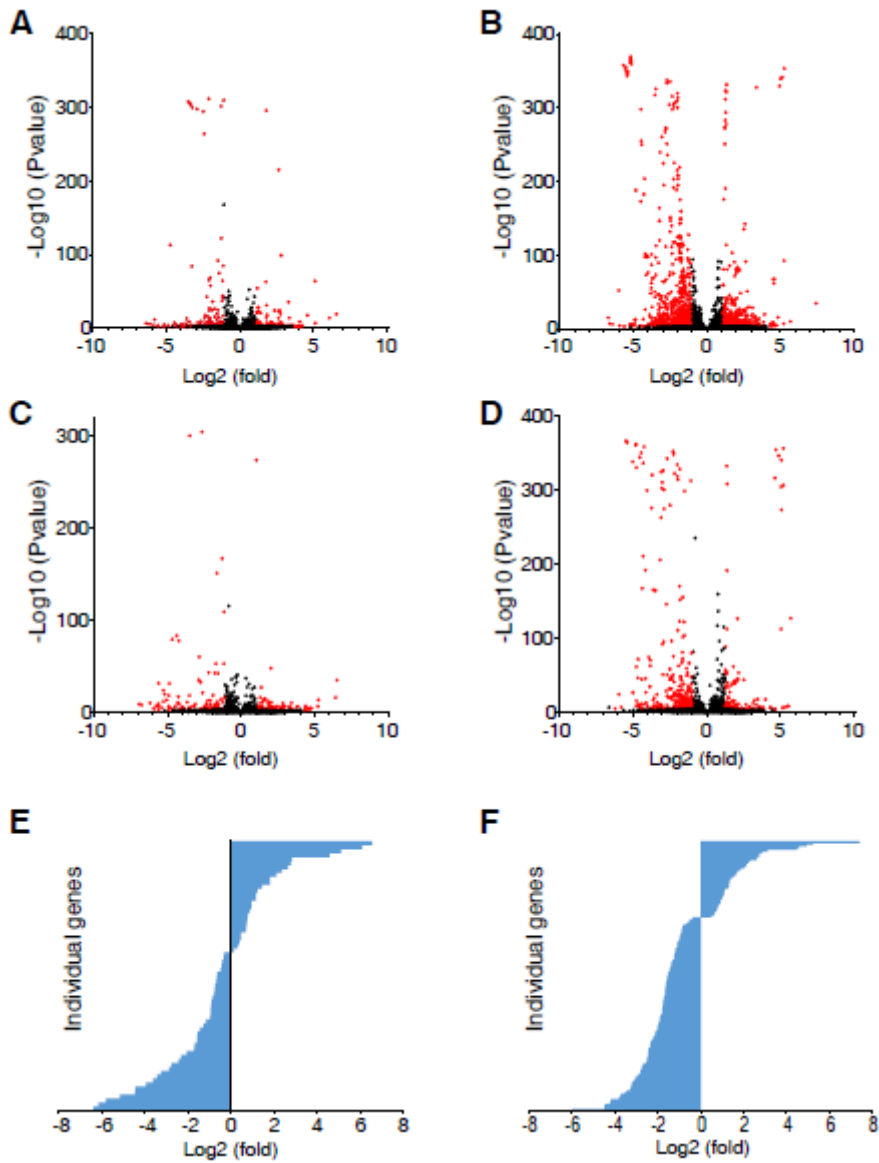 A
B
400
300
200
100
0
-Log10 (Pvalue)
-10 -5 0 5 10
Log2 (fold)
400
300
200
100
0
-Log10 (Pvalue)
-10 -5 0 5 10
Log2 (fold)
C
D
300
200
100
0
-Log10 (Pvalue)
-10 -5 0 5 10
Log2 (fold)
400
300
200
100
0
-Log10 (Pvalue)
-10 -5 0 5 10
Log2 (fold)
E
F
Individual genes
-8 -6 -4 -2 0 2 4 6 8
Log2 (fold)
Individual genes
-8 -6 -4 -2 0 2 4 6 8
Log2 (fold)